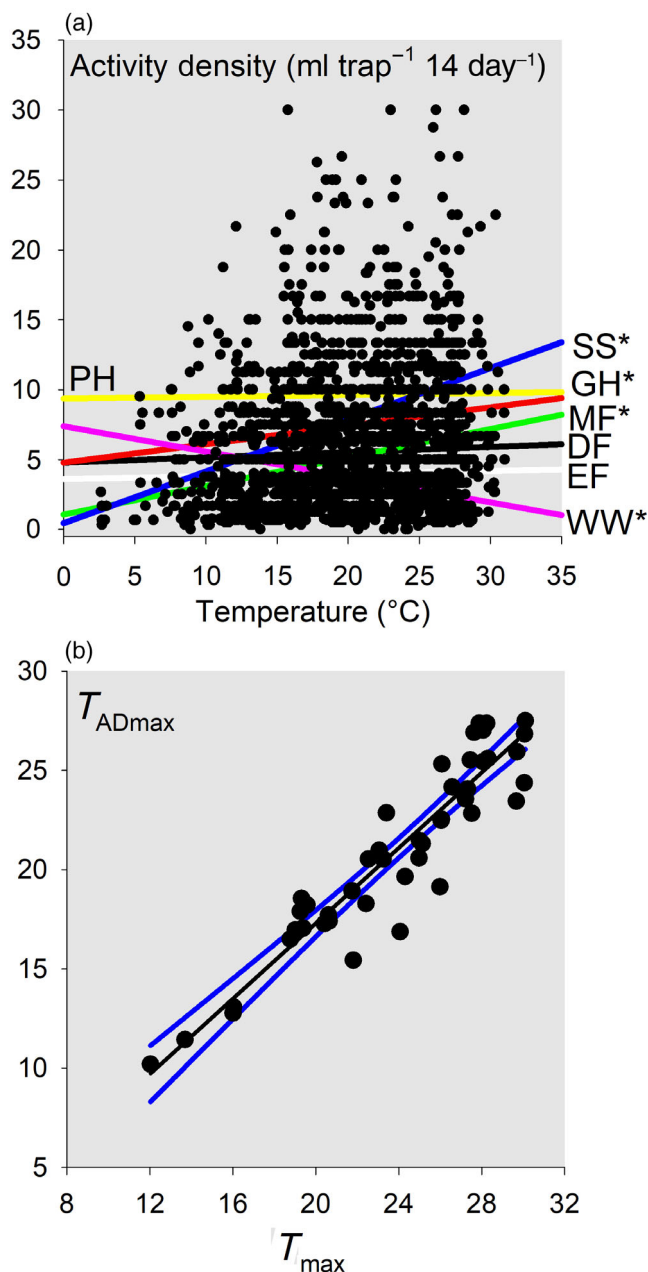 (a)
35
Activity density (ml trap⁻¹ 14 day⁻¹)
30
25
20
15
SS*
PH
10
GH*
MF*
DF
5
EF
WW*
0
0 5 10 15 20 25 30 35
Temperature (°C)
(b)
30
T_ADmax
25
20
15
10
5
8 12 16 20 24 28 32
T_max